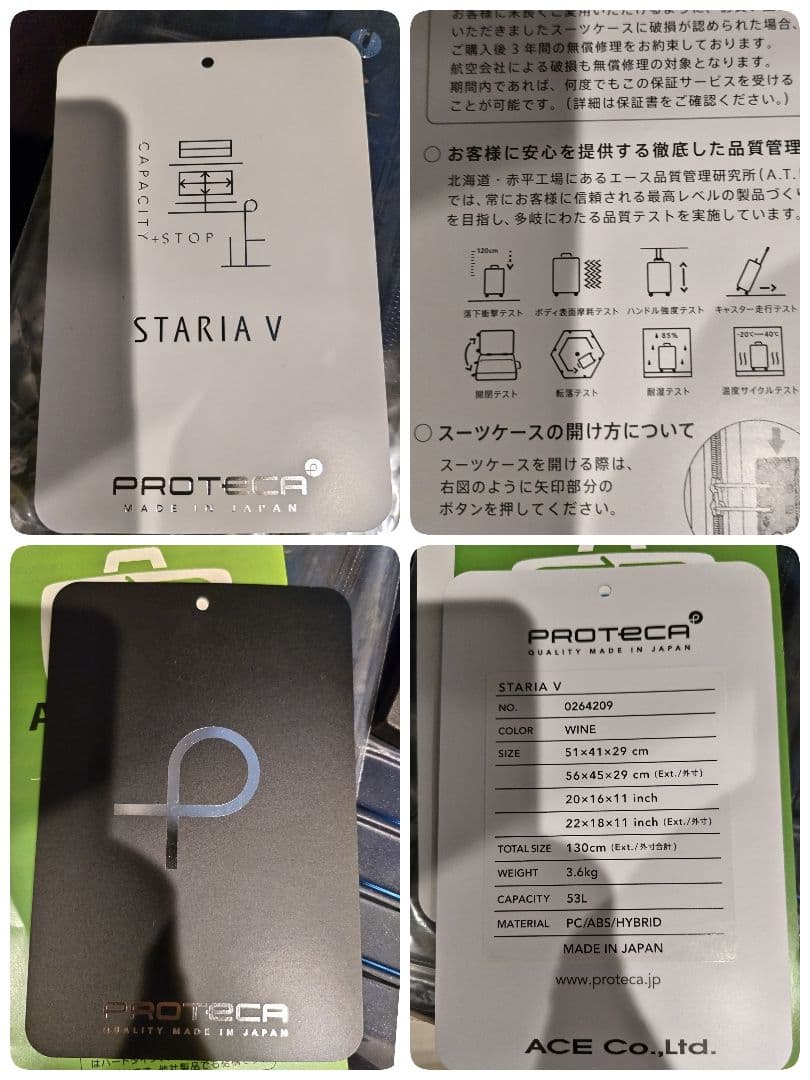 CAPACITY
+STOP
STARIA V
PROTECA
MADE IN JAPAN
いただきましたスーツケースに破損が認められた場合、
ご購入後3年間の無償修理をお約束しております。
航空会社による破損も無償修理の対象となります。
期間内であれば、何度でもこの保証サービスを受ける
ことが可能です。(詳細は保証書をご確認ください。)
○ お客様に安心を提供する徹底した品質管理
北海道・赤平工場にあるエース品質管理研究所(A.T.
では、常にお客様に信頼される最高レベルの製品づく
を目指し、多岐にわたる品質テストを実施しています。
120cm
85%
-20℃ 40℃
落下衝撃テスト ボディ表面摩耗テスト ハンドル強度テスト キャスター走行テスト
開閉テスト 転落テスト 耐湿テスト 温度サイクルテスト
○ スーツケースの開け方について
スーツケースを開ける際は、
右図のように矢印部分の
ボタンを押してください。
PROTECA
QUALITY MADE IN JAPAN
PROTECA
QUALITY MADE IN JAPAN
STARIA V
NO. 0264209
COLOR WINE
SIZE 51×41×29 cm
56×45×29 cm (Ext./外寸)
20×16×11 inch
22×18×11 inch (Ext./外寸)
TOTAL SIZE 130cm (Ext./外寸合計)
WEIGHT 3.6kg
CAPACITY 53L
MATERIAL PC/ABS/HYBRID
MADE IN JAPAN
www.proteca.jp
ACE Co.,Ltd.